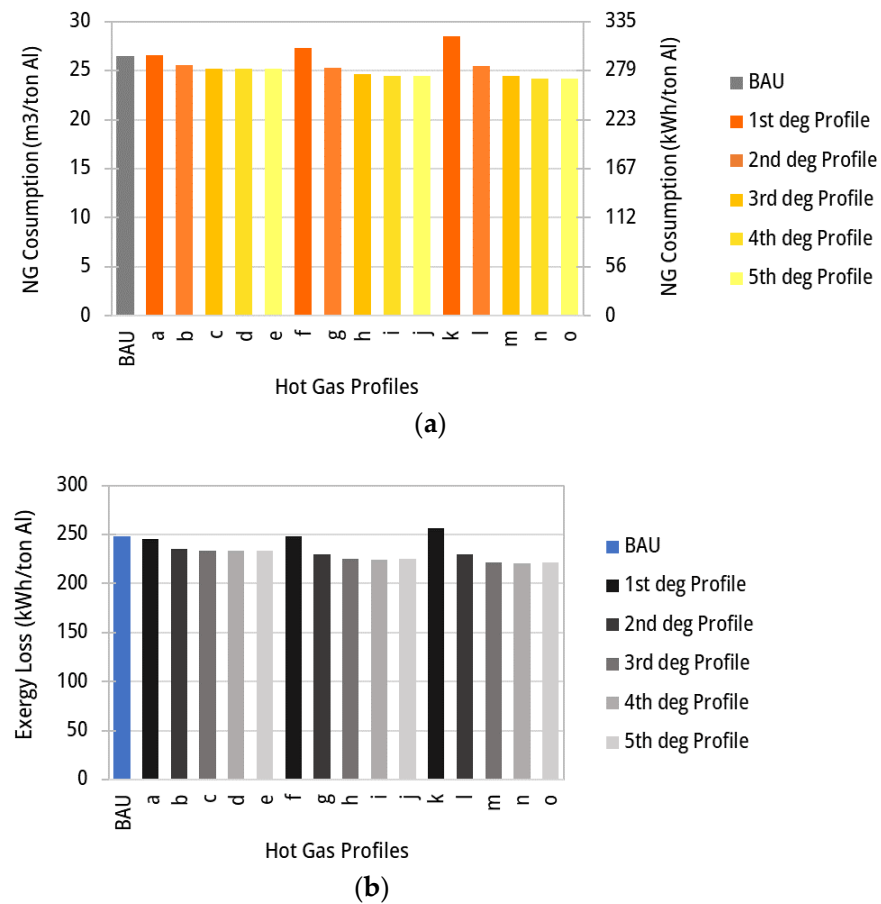 NG Cosumption (m3/ton Al)
30
25
20
15
10
5
0
335
279
223
167
112
56
0
NG Cosumption (kWh/ton Al)
BAU a b c d e f g h i j k l m n o
Hot Gas Profiles
BAU
1st deg Profile
2nd deg Profile
3rd deg Profile
4th deg Profile
5th deg Profile
(a)
Exergy Loss (kWh/ton Al)
300
250
200
150
100
50
0
BAU a b c d e f g h i j k l m n o
Hot Gas Profiles
BAU
1st deg Profile
2nd deg Profile
3rd deg Profile
4th deg Profile
5th deg Profile
(b)